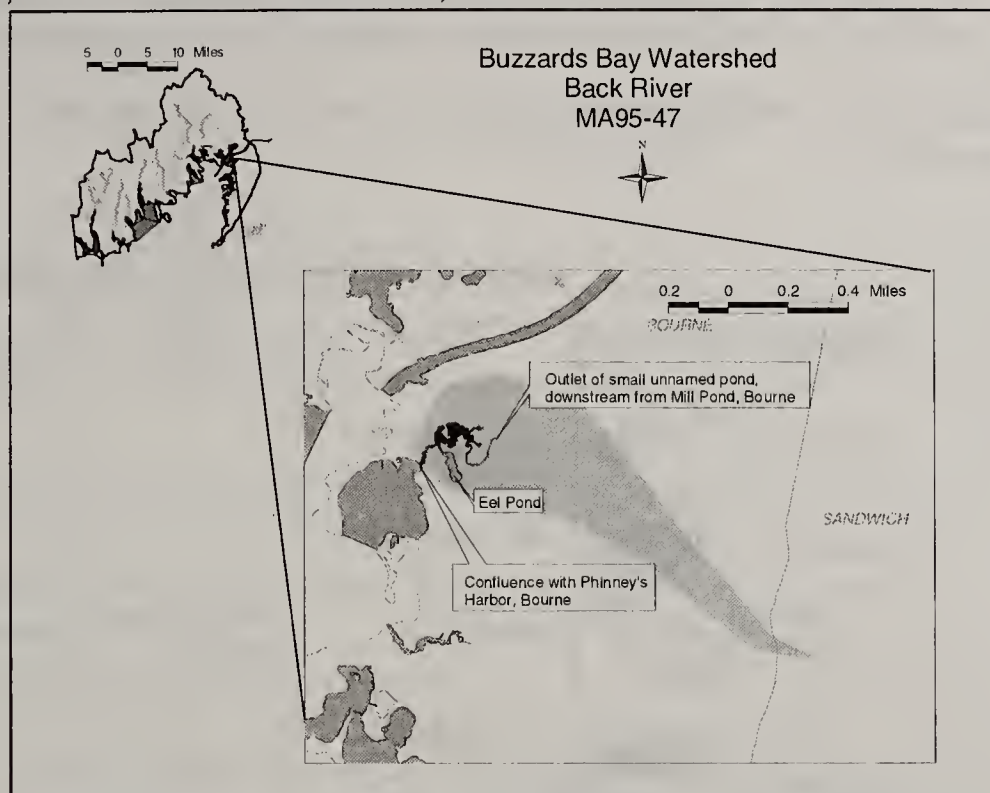 5 0 5 10 Miles
Buzzards Bay Watershed
Back River
MA95-47
N
0.2 0 0.2 0.4 Miles
BOURNE
Outlet of small unnamed pond,
downstream from Mill Pond, Bourne
Eel Pond
SANDWICH
Confluence with Phinney's
Harbor, Bourne